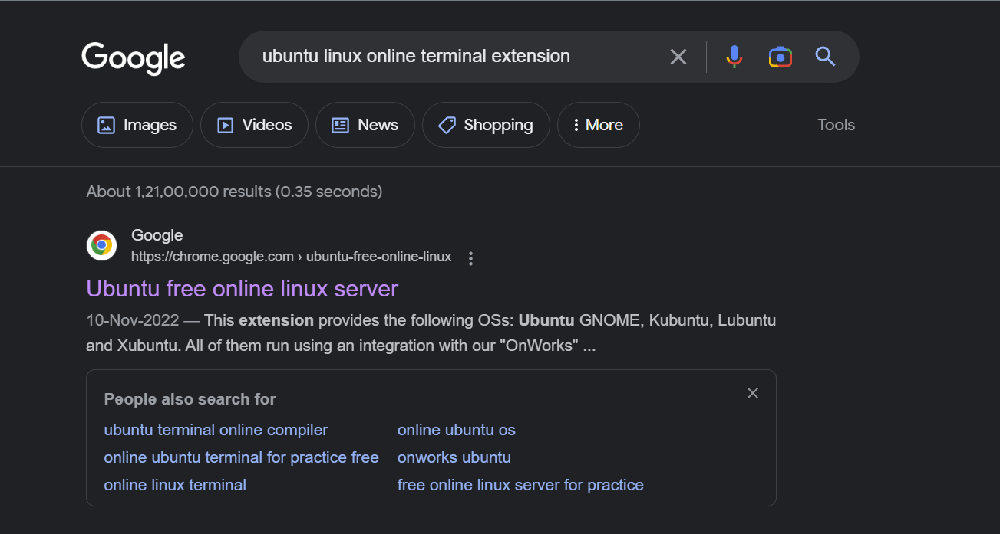 Google
ubuntu linux online terminal extension
Images Videos News Shopping More Tools
About 1,21,00,000 results (0.35 seconds)
Google
https://chrome.google.com › ubuntu-free-online-linux
Ubuntu free online linux server
10-Nov-2022 — This extension provides the following OSs: Ubuntu GNOME, Kubuntu, Lubuntu
and Xubuntu. All of them run using an integration with our "OnWorks" ...
People also search for
ubuntu terminal online compiler online ubuntu os
online ubuntu terminal for practice free onworks ubuntu
online linux terminal free online linux server for practice